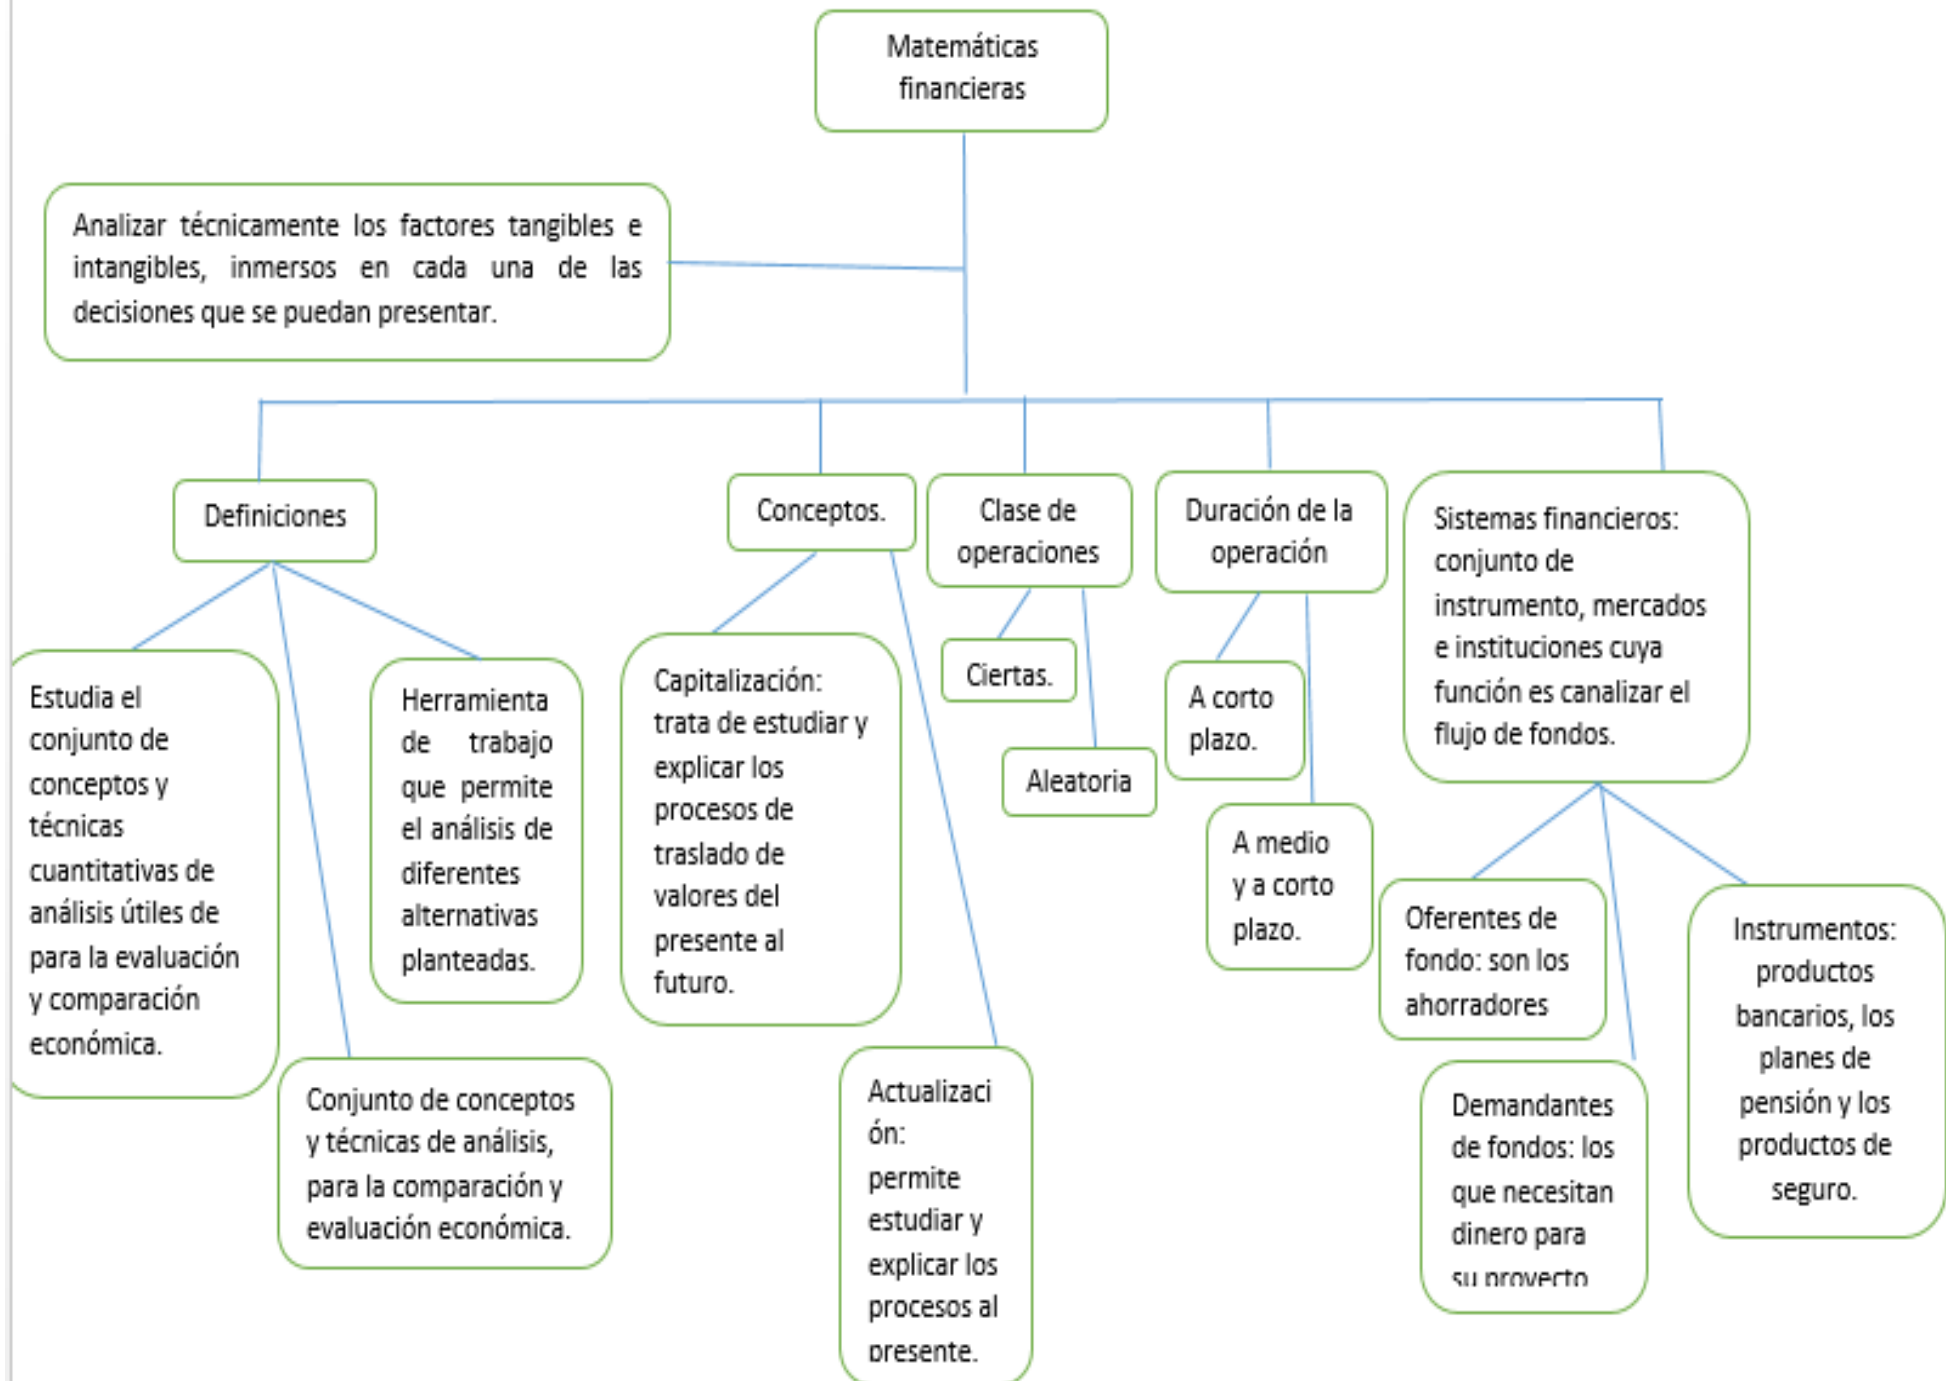 Matemáticas
financieras
Analizar técnicamente los factores tangibles e
intangibles, inmersos en cada una de las
decisiones que se puedan presentar.
Definiciones
Estudia el
conjunto de
conceptos y
técnicas
cuantitativas de
análisis útiles de
para la evaluación
y comparación
económica.
Conjunto de conceptos
y técnicas de análisis,
para la comparación y
evaluación económica.
Herramienta
de trabajo
que permite
el análisis de
diferentes
alternativas
planteadas.
Conceptos.
Capitalización:
trata de estudiar y
explicar los
procesos de
traslado de
valores del
presente al
futuro.
Actualizaci
ón:
permite
estudiar y
explicar los
procesos al
presente.
Clase de
operaciones
Ciertas.
Aleatoria
Duración de la
operación
A corto
plazo.
A medio
y a corto
plazo.
Sistemas financieros:
conjunto de
instrumento, mercados
e instituciones cuya
función es canalizar el
flujo de fondos.
Oferentes de
fondo: son los
ahorradores
Demandantes
de fondos: los
que necesitan
dinero para
su proyecto
Instrumentos:
productos
bancarios, los
planes de
pensión y los
productos de
seguro.